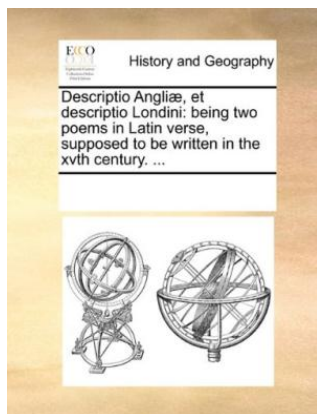 ECCO
History and Geography
Descriptio Angliæ, et
descriptio Londini: being two
poems in Latin verse,
supposed to be written in the
xvth century. ...